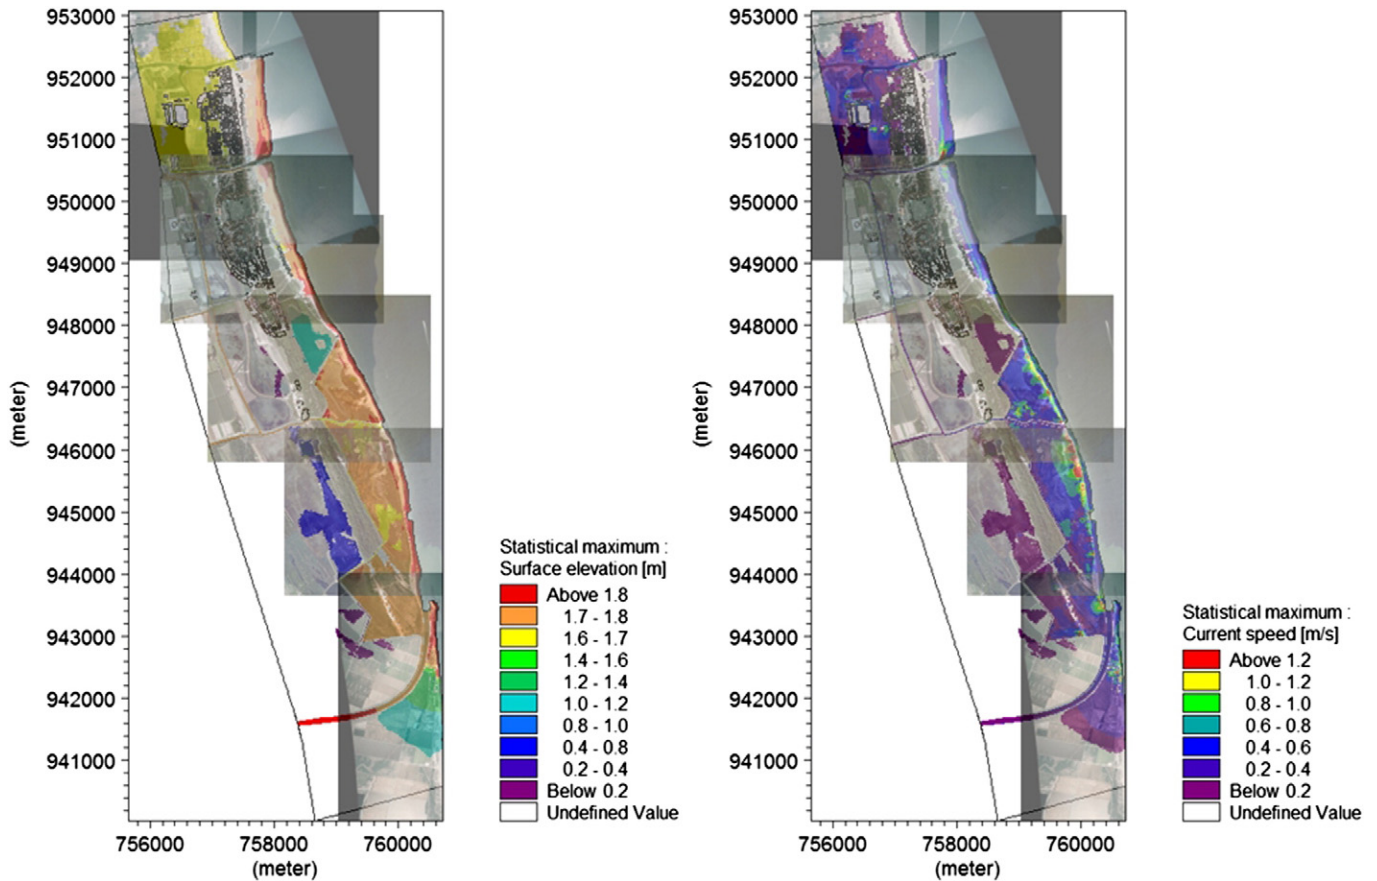 953000
952000
951000
950000
949000
948000
947000
946000
945000
944000
943000
942000
941000
(meter)
756000 758000 760000
(meter)
Statistical maximum :
Surface elevation [m]
Above 1.8
1.7 - 1.8
1.6 - 1.7
1.4 - 1.6
1.2 - 1.4
1.0 - 1.2
0.8 - 1.0
0.4 - 0.8
0.2 - 0.4
Below 0.2
Undefined Value
953000
952000
951000
950000
949000
948000
947000
946000
945000
944000
943000
942000
941000
(meter)
756000 758000 760000
(meter)
Statistical maximum :
Current speed [m/s]
Above 1.2
1.0 - 1.2
0.8 - 1.0
0.6 - 0.8
0.4 - 0.6
0.2 - 0.4
Below 0.2
Undefined Value